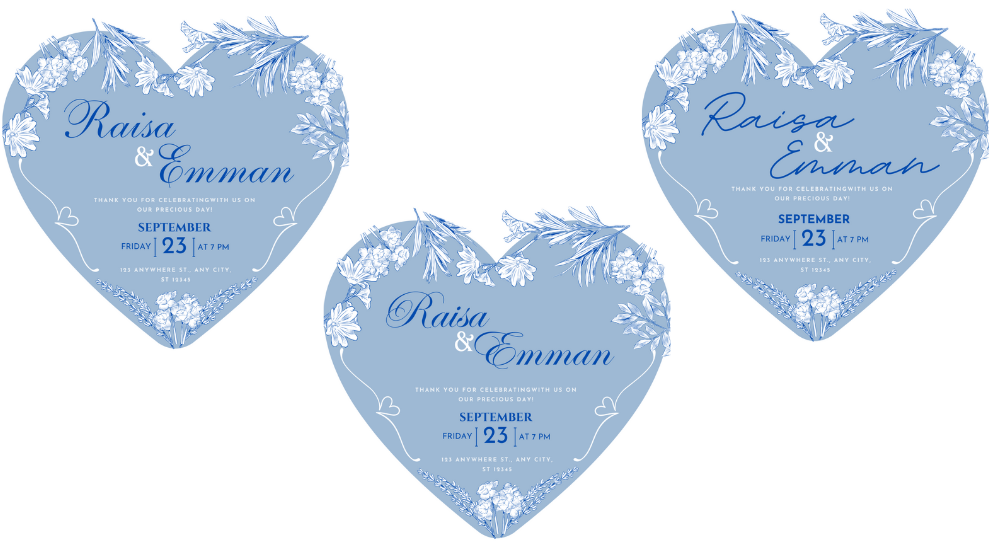 Raisa
&
Emman
THANK YOU FOR CELEBRATINGWITH US ON
OUR PRECIOUS DAY!
SEPTEMBER
FRIDAY 23 AT 7 PM
123 ANYWHERE ST., ANY CITY,
ST 12345
Raisa
&
Emman
THANK YOU FOR CELEBRATINGWITH US ON
OUR PRECIOUS DAY!
SEPTEMBER
FRIDAY 23 AT 7 PM
123 ANYWHERE ST., ANY CITY,
ST 12345
Raisa
&
Emman
THANK YOU FOR CELEBRATINGWITH US ON
OUR PRECIOUS DAY!
SEPTEMBER
FRIDAY 23 AT 7 PM
123 ANYWHERE ST., ANY CITY,
ST 12345